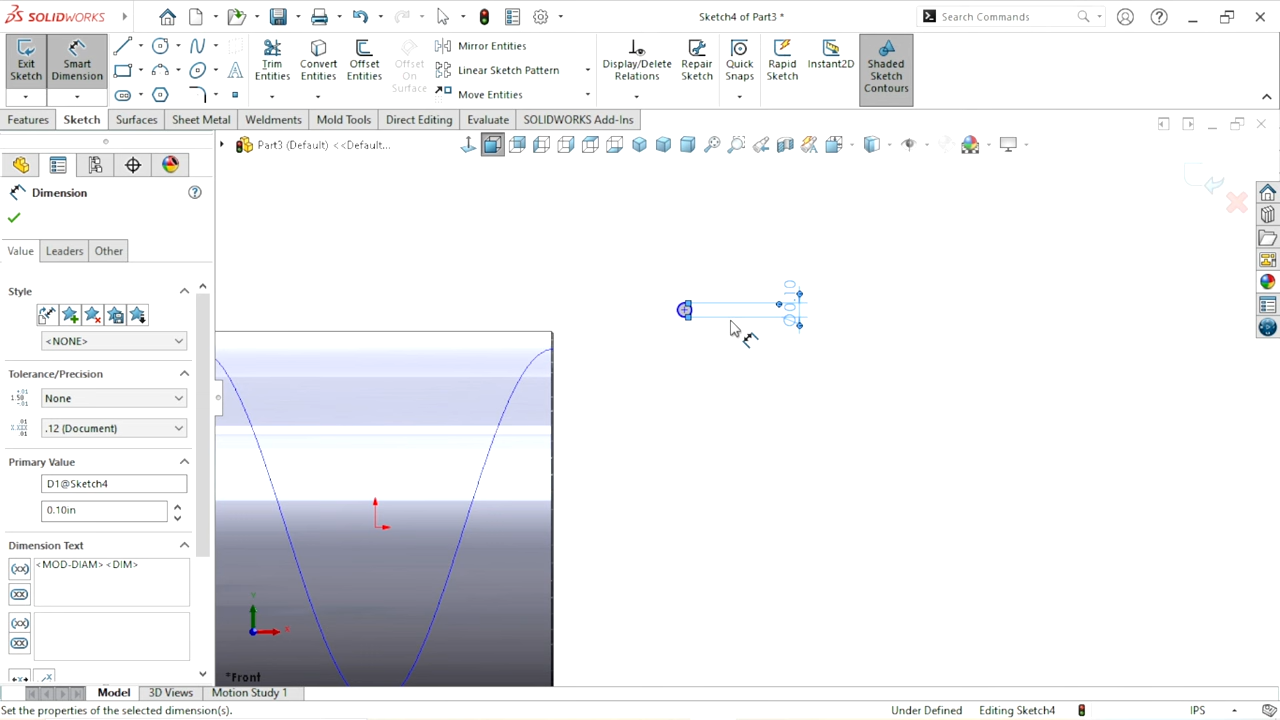 SOLIDWORKS
Sketch4 of Part3 *
Search Commands
Exit
Sketch
Smart
Dimension
Trim
Entities
Convert
Entities
Offset
Entities
Offset
On
Surface
Mirror Entities
Linear Sketch Pattern
Move Entities
Display/Delete
Relations
Repair
Sketch
Quick
Snaps
Rapid
Sketch
Instant2D
Shaded
Sketch
Contours
Features
Sketch
Surfaces
Sheet Metal
Weldments
Mold Tools
Direct Editing
Evaluate
SOLIDWORKS Add-Ins
Part3 (Default) <<Default...
Dimension
Value
Leaders
Other
Style
<NONE>
Tolerance/Precision
None
.12 (Document)
Primary Value
D1@Sketch4
0.10in
Dimension Text
<MOD-DIAM><DIM>
Ø0.10
Y
X
*Front
Model
3D Views
Motion Study 1
Set the properties of the selected dimension(s).
Under Defined
Editing Sketch4
IPS